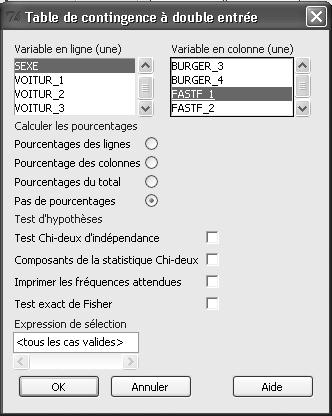 Table de contingence à double entrée
Variable en ligne (une) Variable en colonne (une)
SEXE BURGER_3
VOITUR_1 BURGER_4
VOITUR_2 FASTF_1
VOITUR_3 FASTF_2
Calculer les pourcentages
Pourcentages des lignes
Pourcentage des colonnes
Pourcentages du total
Pas de pourcentages
Test d'hypothèses
Test Chi-deux d'indépendance
Composants de la statistique Chi-deux
Imprimer les fréquences attendues
Test exact de Fisher
Expression de sélection
<tous les cas valides>
OK Annuler Aide